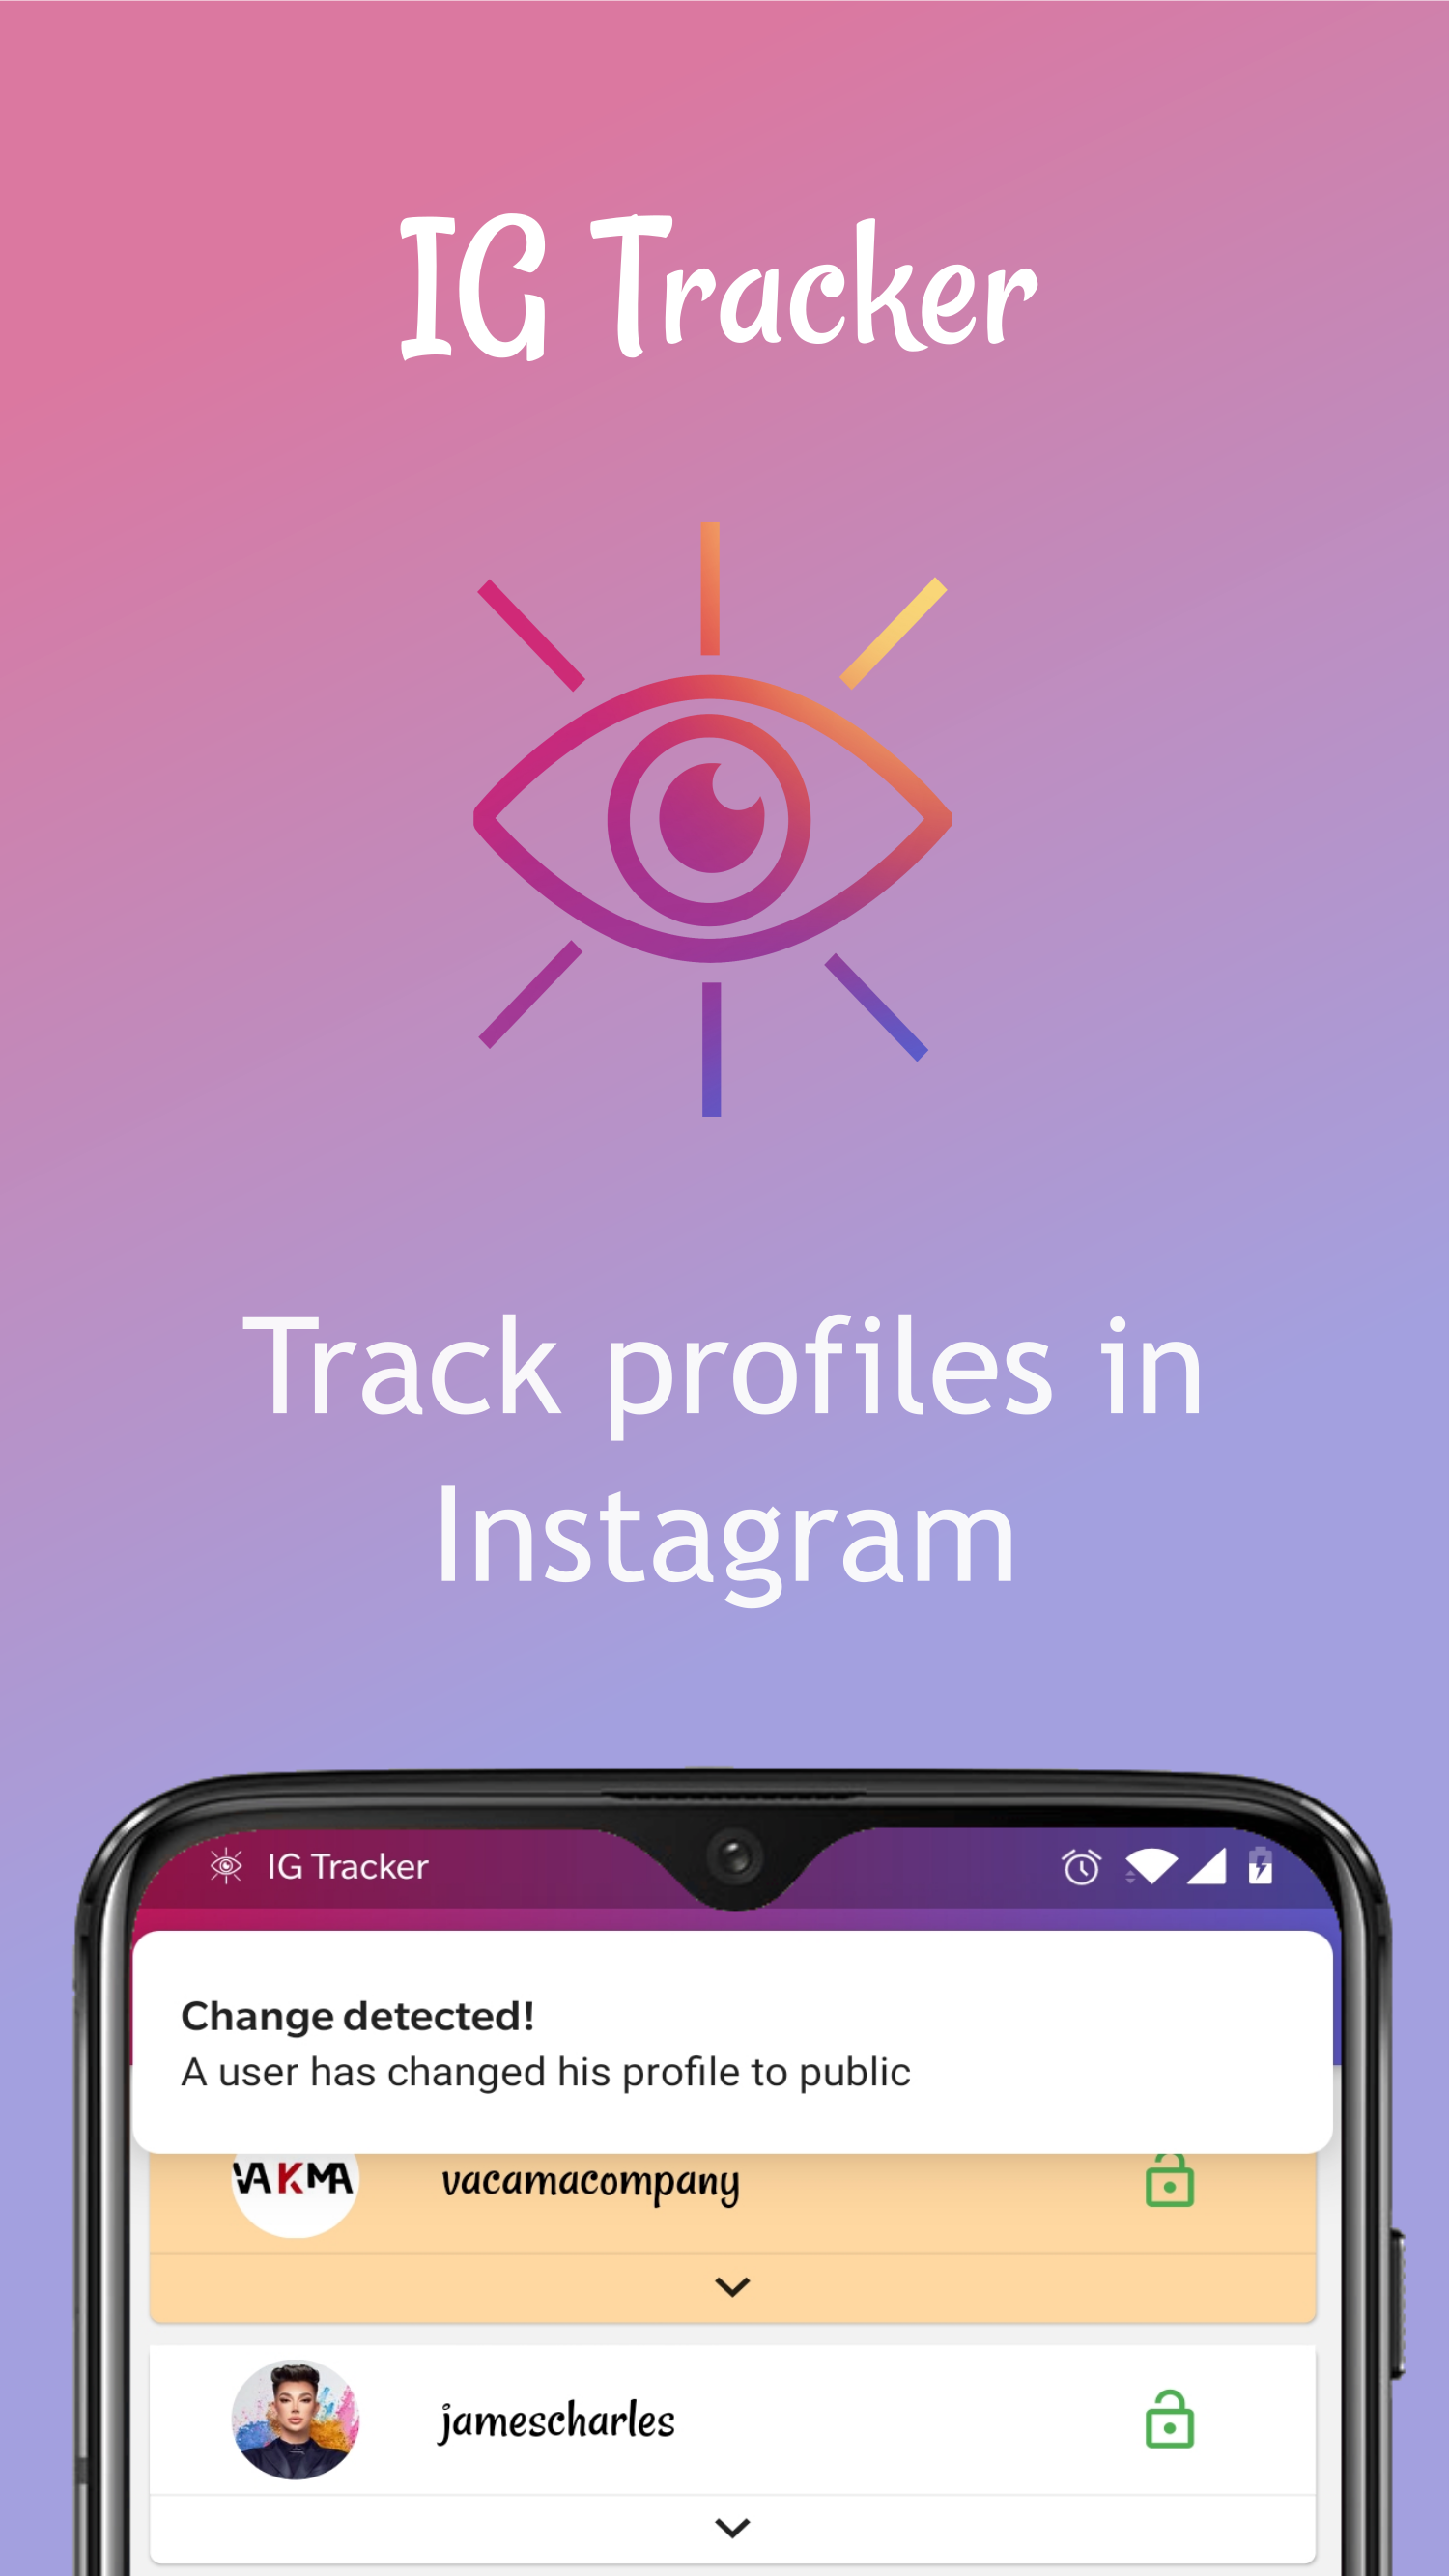 IG Tracker
Track profiles in
Instagram
IG Tracker
Change detected!
A user has changed his profile to public
VAKMA
vacamacompany
jamescharles